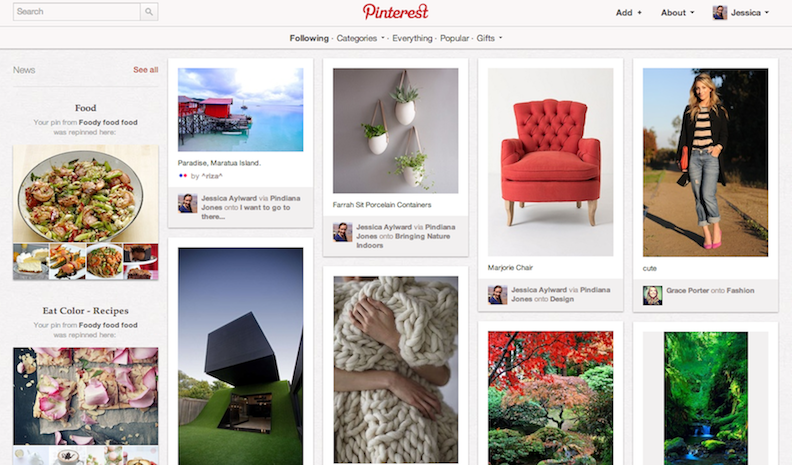 Search
Pinterest
Add +
About
Jessica
Following · Categories · Everything · Popular · Gifts
News
See all
Food
Your pin from Foody food food
was repinned here:
Eat Color - Recipes
Your pin from Foody food food
was repinned here:
Paradise, Maratua Island.
by *rIza*
Jessica Aylward via Pindiana
Jones onto I want to go to
there...
Farrah Sit Porcelain Containers
Jessica Aylward via Pindiana
Jones onto Bringing Nature
Indoors
Marjorie Chair
Jessica Aylward via Pindiana
Jones onto Design
cute
Grace Porter onto Fashion